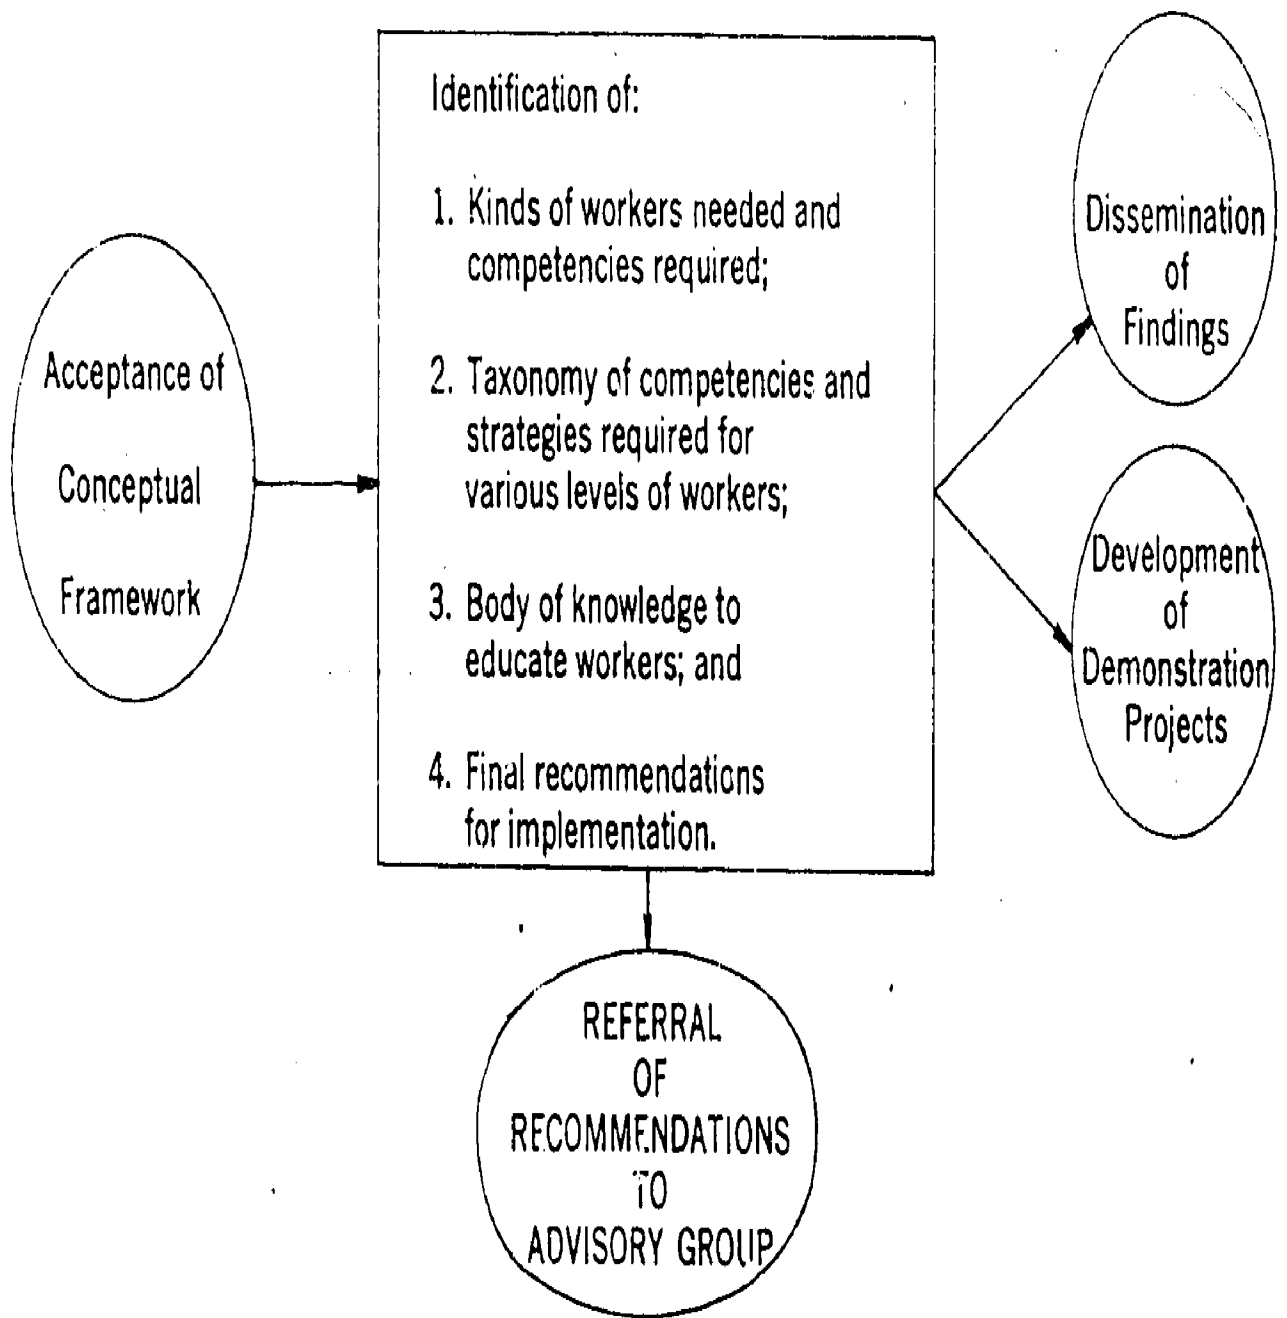 Acceptance of
Conceptual
Framework
Identification of:
1. Kinds of workers needed and
competencies required;
2. Taxonomy of competencies and
strategies required for
various levels of workers;
3. Body of knowledge to
educate workers; and
4. Final recommendations
for implementation.
Dissemination
of
Findings
Development
of
Demonstration
Projects
REFERRAL
OF
RECOMMENDATIONS
TO
ADVISORY GROUP